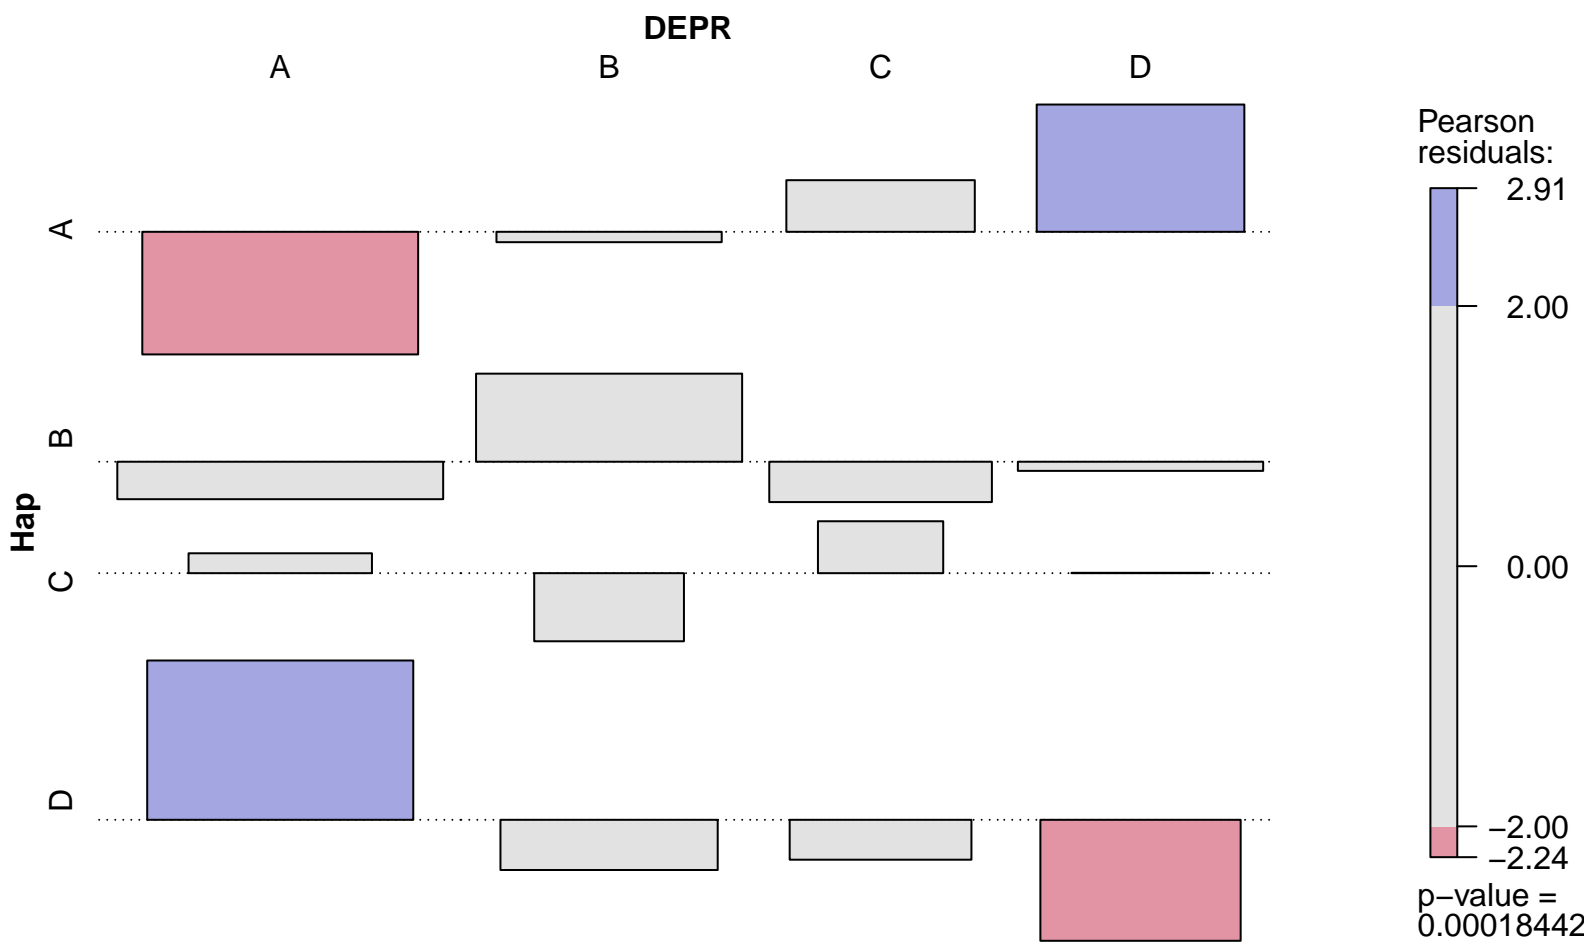 DEPR
A B C D
Hap
A
B
C
D
Pearson
residuals:
2.91
2.00
0.00
−2.00
−2.24
p−value =
0.00018442